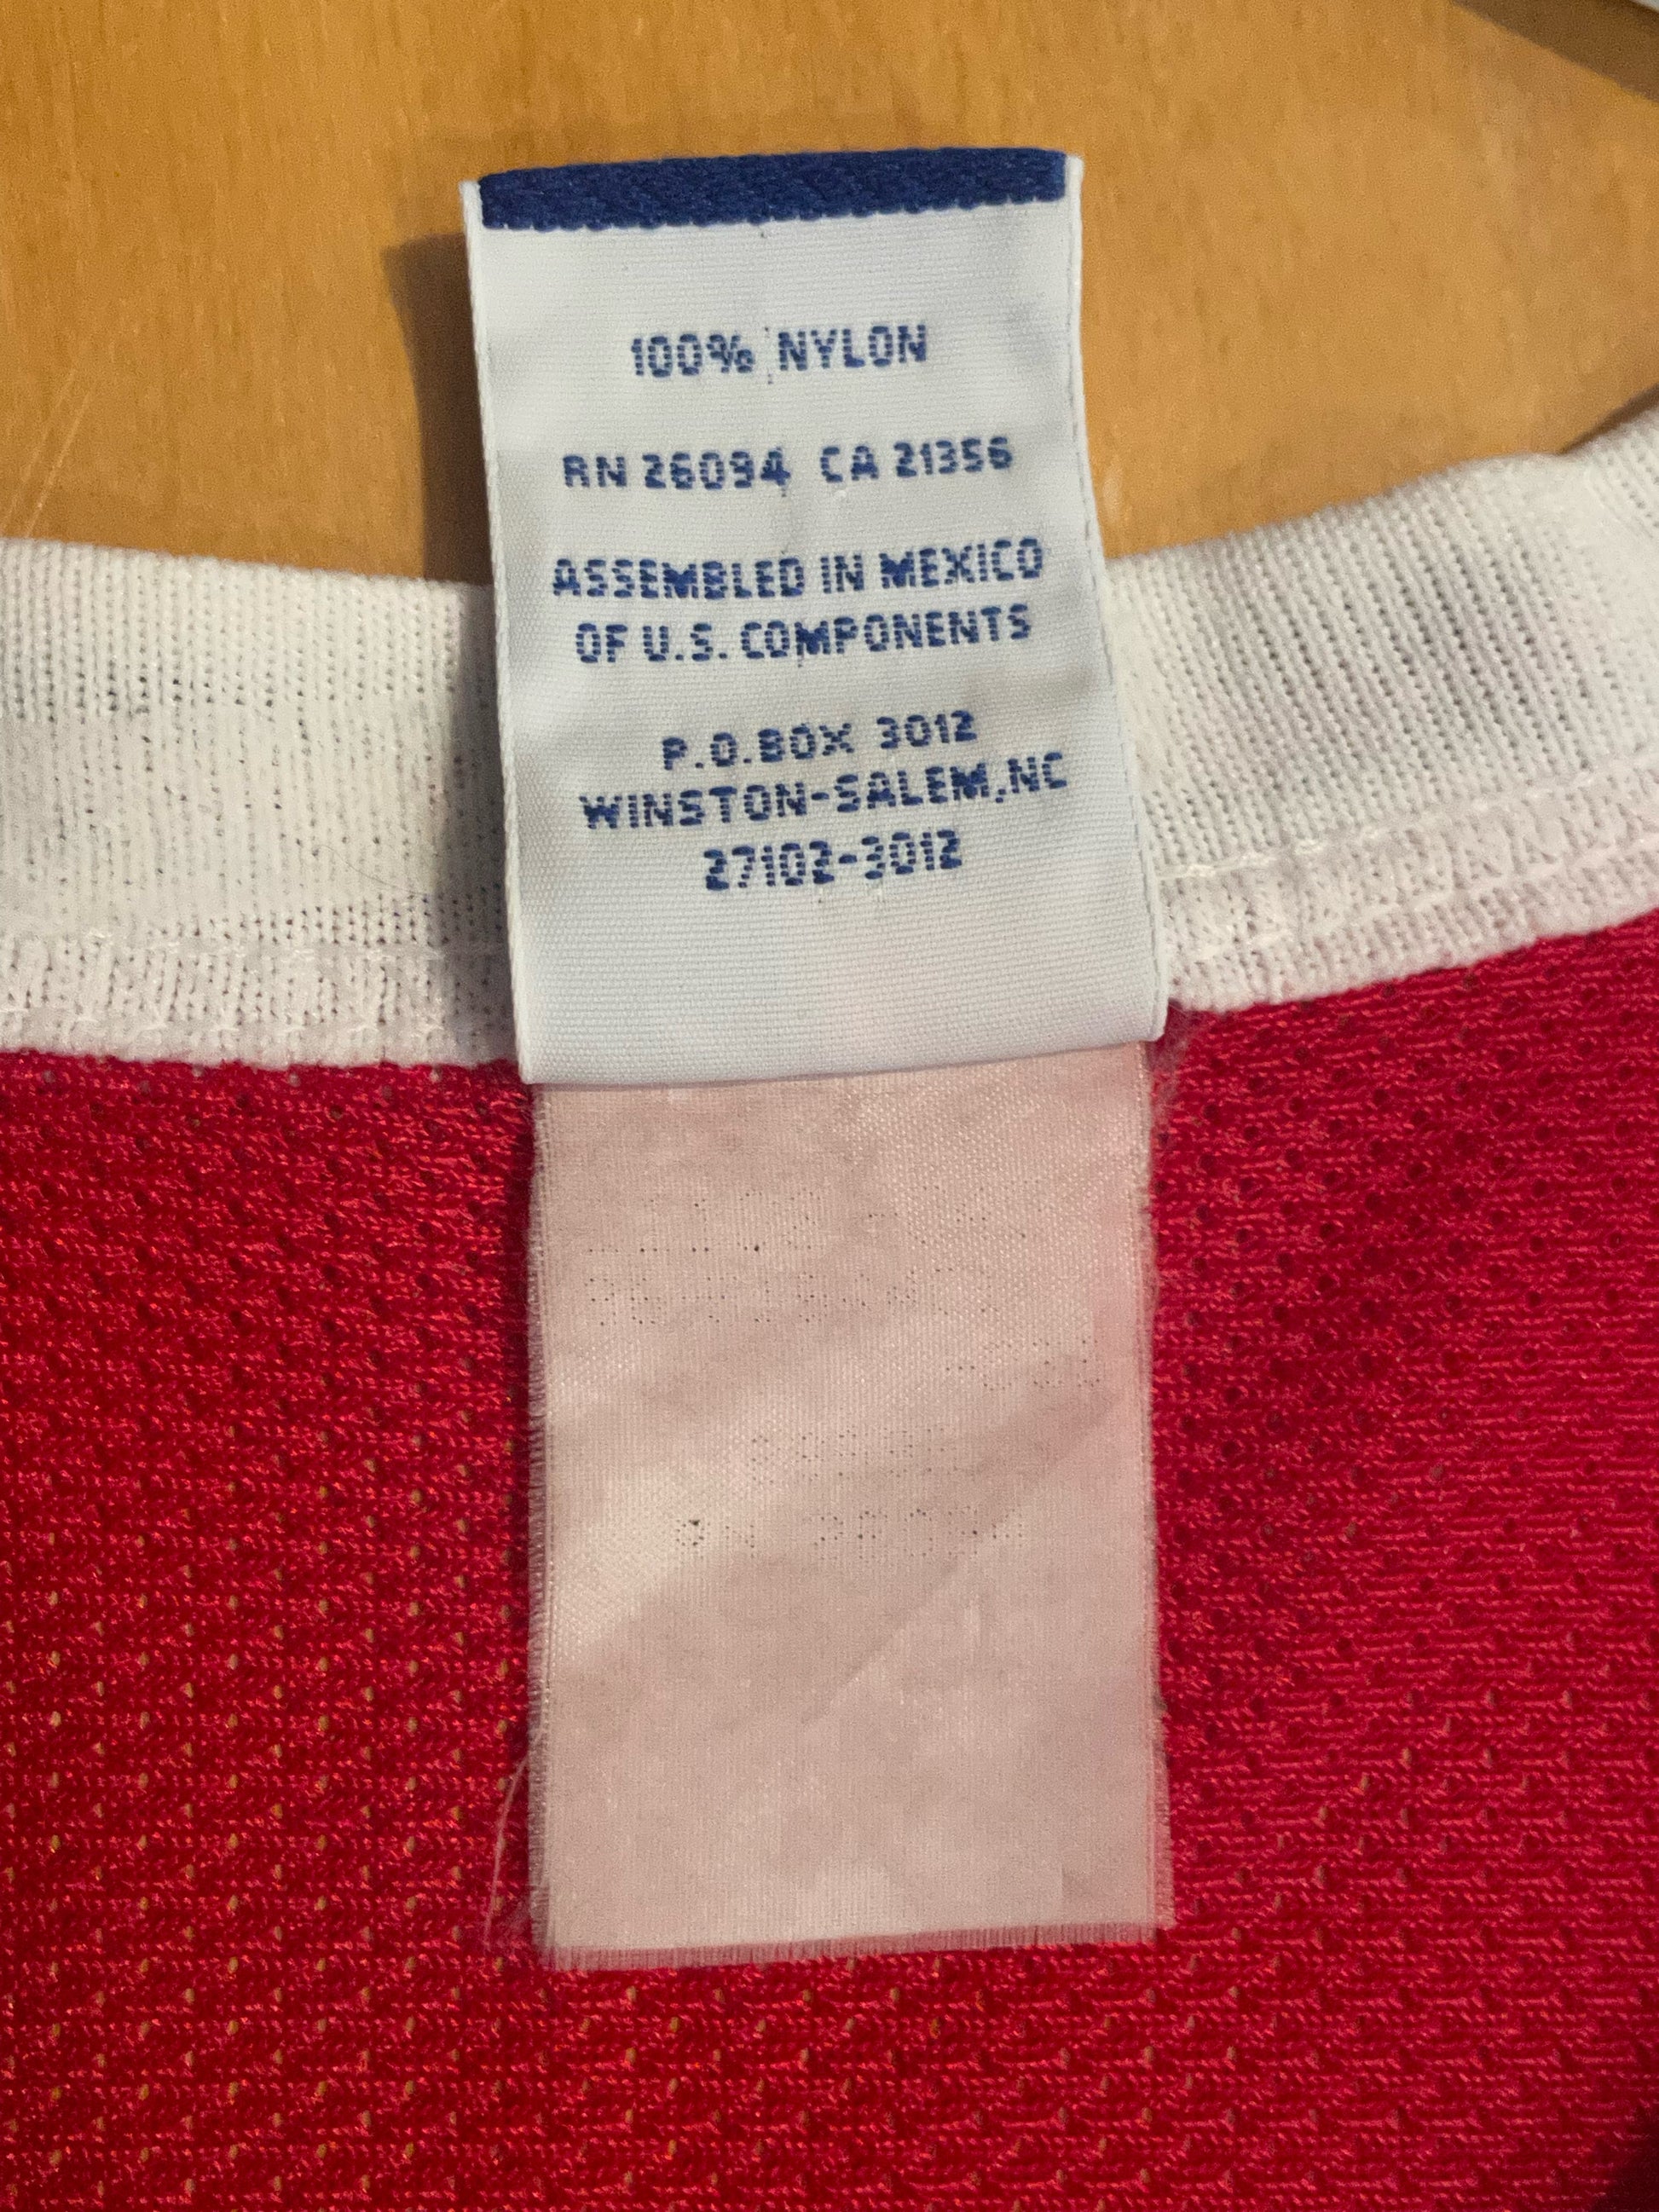 100% NYLON
RN 26094 CA 21356
ASSEMBLED IN MEXICO
OF U.S. COMPONENTS
P.O.BOX 3012
WINSTON-SALEM,NC
27102-3012